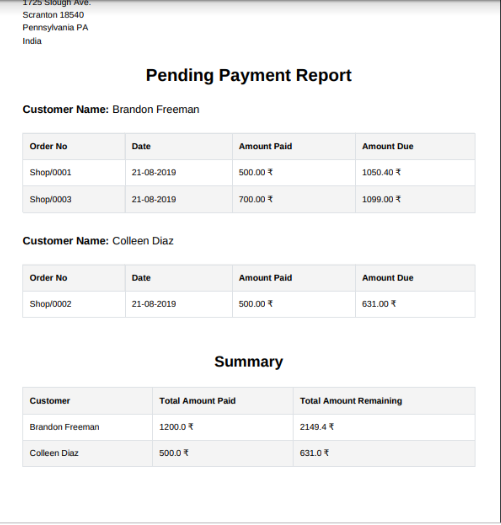 1725 Slough Ave.
Scranton 18540
Pennsylvania PA
India
Pending Payment Report
Customer Name: Brandon Freeman
Order No Date Amount Paid Amount Due
Shop/0001 21-08-2019 500.00 ₹ 1050.40 ₹
Shop/0003 21-08-2019 700.00 ₹ 1099.00 ₹
Customer Name: Colleen Diaz
Order No Date Amount Paid Amount Due
Shop/0002 21-08-2019 500.00 ₹ 631.00 ₹
Summary
Customer Total Amount Paid Total Amount Remaining
Brandon Freeman 1200.0 ₹ 2149.4 ₹
Colleen Diaz 500.0 ₹ 631.0 ₹